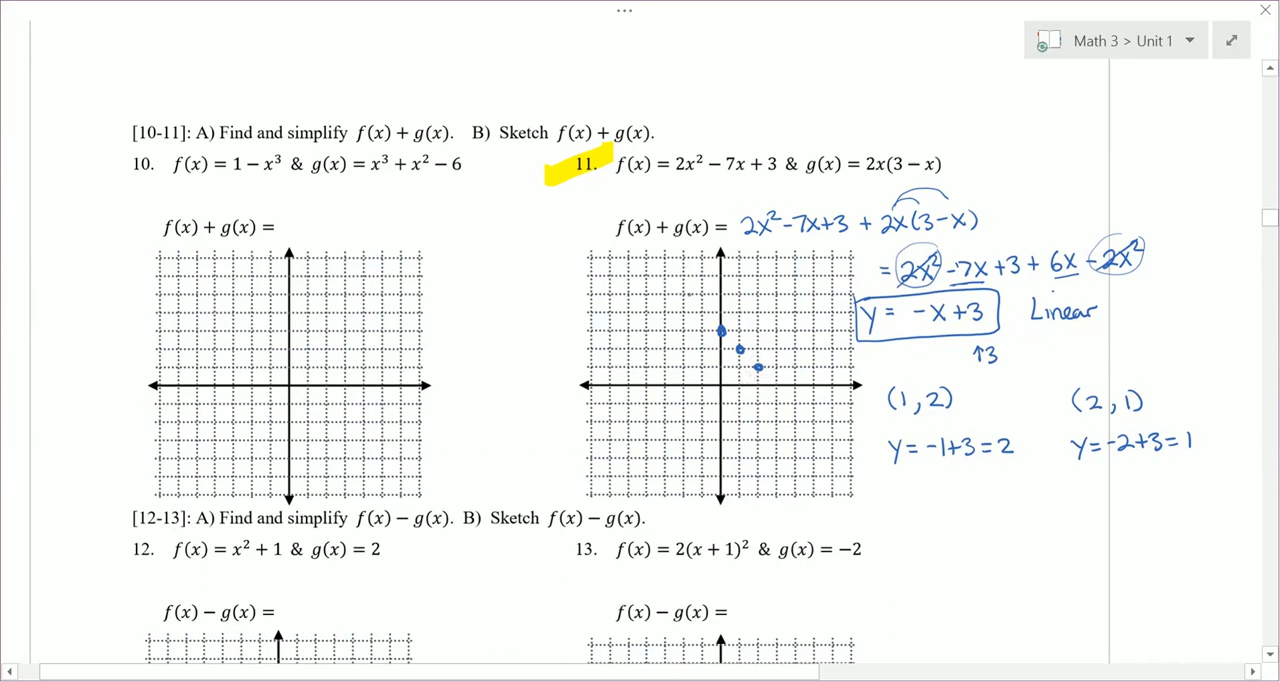 Math 3 > Unit 1
[10-11]: A) Find and simplify f(x) + g(x). B) Sketch f(x) + g(x).
10. f(x) = 1 − x³ & g(x) = x³ + x² − 6
11. f(x) = 2x² − 7x + 3 & g(x) = 2x(3 − x)
f(x) + g(x) =
f(x) + g(x) = 2x² − 7x + 3 + 2x(3 − x)
= 2x² − 7x + 3 + 6x − 2x²
y = −x + 3 Linear
↑3
(1, 2) (2, 1)
y = −1 + 3 = 2 y = −2 + 3 = 1
[12-13]: A) Find and simplify f(x) − g(x). B) Sketch f(x) − g(x).
12. f(x) = x² + 1 & g(x) = 2
13. f(x) = 2(x + 1)² & g(x) = −2
f(x) − g(x) =
f(x) − g(x) =